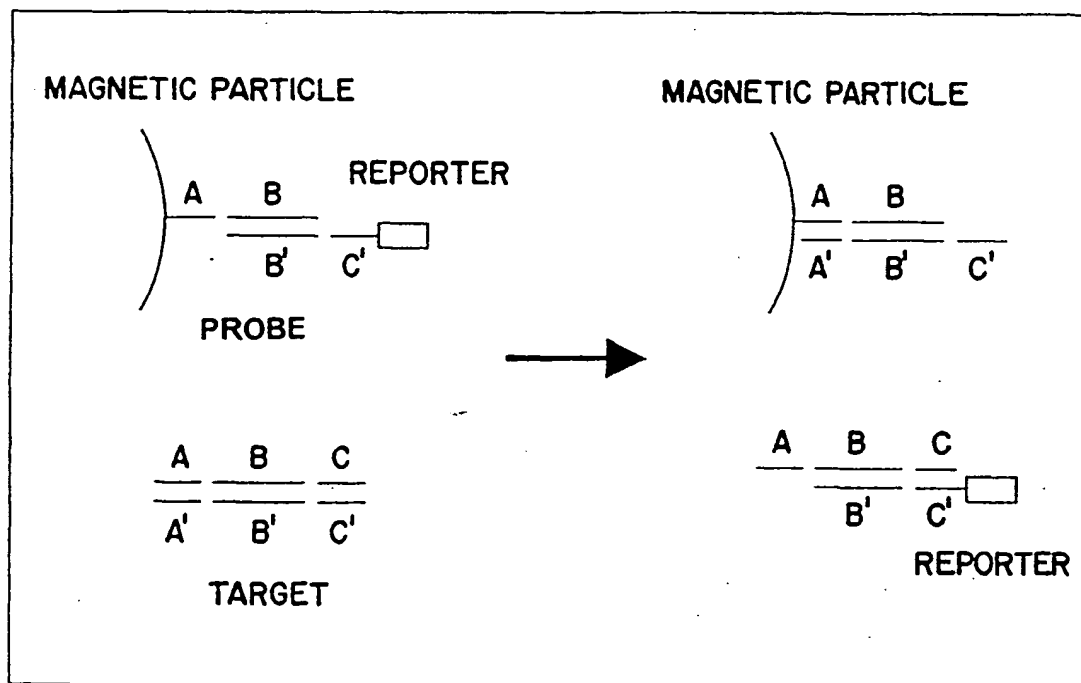 MAGNETIC PARTICLE
A B REPORTER
B' C'
PROBE
A B C
A' B' C'
TARGET
MAGNETIC PARTICLE
A B
A' B' C'
A B C
B' C'
REPORTER